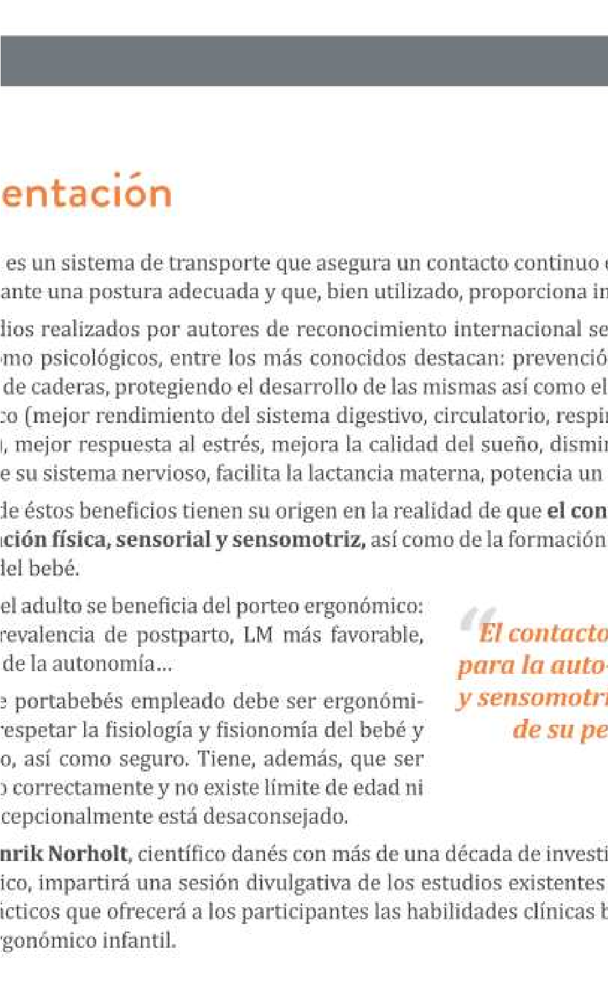 entación
es un sistema de transporte que asegura un contacto continuo
ante una postura adecuada y que, bien utilizado, proporciona in
dios realizados por autores de reconocimiento internacional se
omo psicológicos, entre los más conocidos destacan: prevenció
de caderas, protegiendo el desarrollo de las mismas así como el
co (mejor rendimiento del sistema digestivo, circulatorio, respi
), mejor respuesta al estrés, mejora la calidad del sueño, dismi
e su sistema nervioso, facilita la lactancia materna, potencia un
de éstos beneficios tienen su origen en la realidad de que el con
ción física, sensorial y sensomotriz, así como de la formación
del bebé.
el adulto se beneficia del porteo ergonómico:
revalencia de postparto, LM más favorable,
de la autonomía...
e portabebés empleado debe ser ergonómi-
respetar la fisiología y fisionomía del bebé y
o, así como seguro. Tiene, además, que ser
o correctamente y no existe límite de edad ni
cepcionalmente está desaconsejado.
“El contacto
para la auto-
y sensomotri
de su pe
nrik Norholt, científico danés con más de una década de investi
ico, impartirá una sesión divulgativa de los estudios existentes
ácticos que ofrecerá a los participantes las habilidades clínicas b
rgonómico infantil.